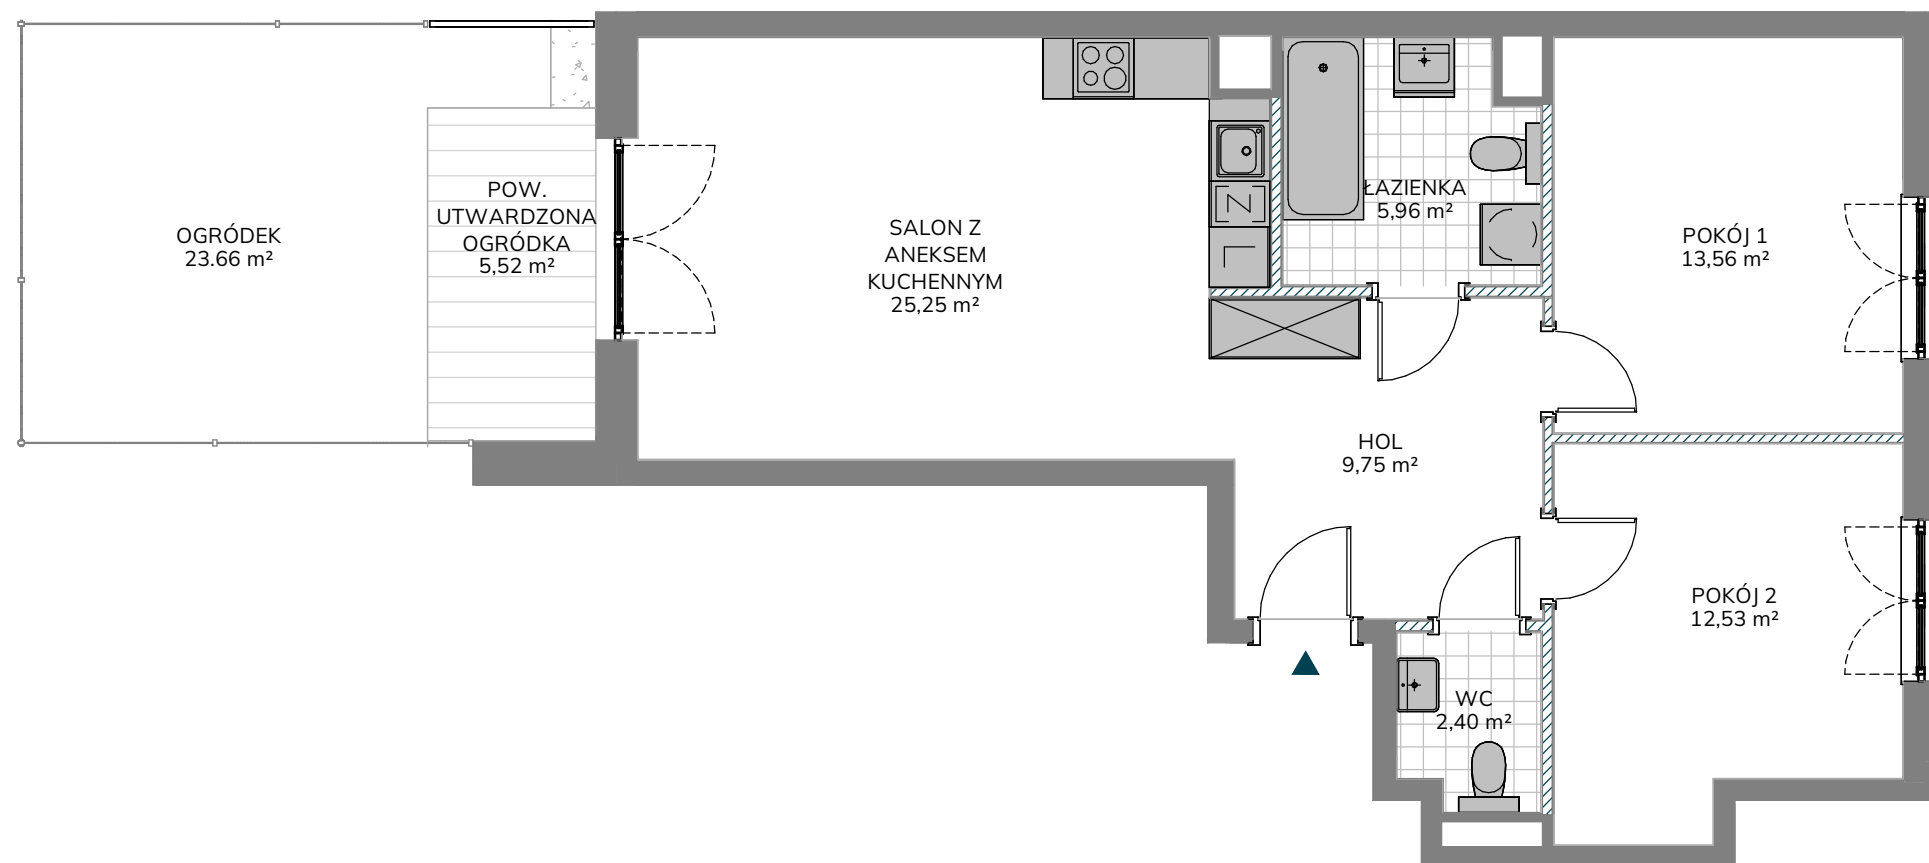 OGRÓDEK
23.66 m²
POW.
UTWARDZONA
OGRÓDKA
5,52 m²
SALON Z
ANEKSEM
KUCHENNYM
25,25 m²
Z
L
ŁAZIENKA
5,96 m²
POKÓJ 1
13,56 m²
HOL
9,75 m²
POKÓJ 2
12,53 m²
WC
2,40 m²